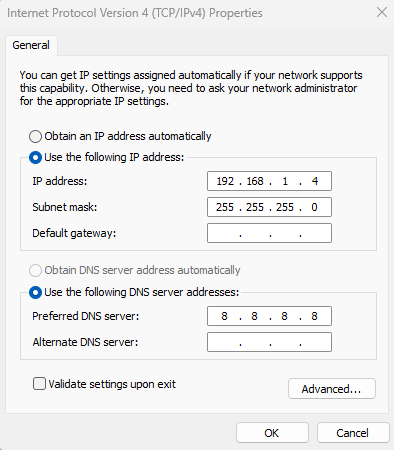 Internet Protocol Version 4 (TCP/IPv4) Properties
General
You can get IP settings assigned automatically if your network supports
this capability. Otherwise, you need to ask your network administrator
for the appropriate IP settings.
Obtain an IP address automatically
Use the following IP address:
IP address: 192 . 168 . 1 . 4
Subnet mask: 255 . 255 . 255 . 0
Default gateway: . . .
Obtain DNS server address automatically
Use the following DNS server addresses:
Preferred DNS server: 8 . 8 . 8 . 8
Alternate DNS server: . . .
Validate settings upon exit
Advanced...
OK Cancel